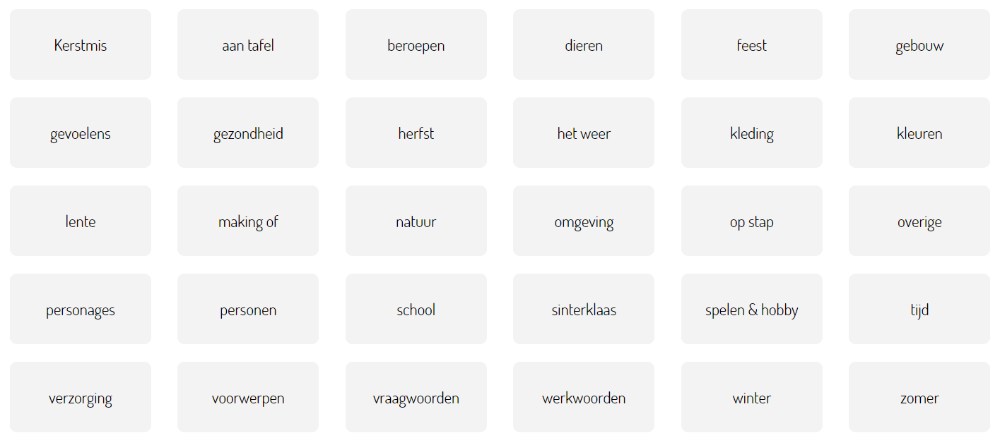 Kerstmis
aan tafel
beroepen
dieren
feest
gebouw
gevoelens
gezondheid
herfst
het weer
kleding
kleuren
lente
making of
natuur
omgeving
op stap
overige
personages
personen
school
sinterklaas
spelen & hobby
tijd
verzorging
voorwerpen
vraagwoorden
werkwoorden
winter
zomer